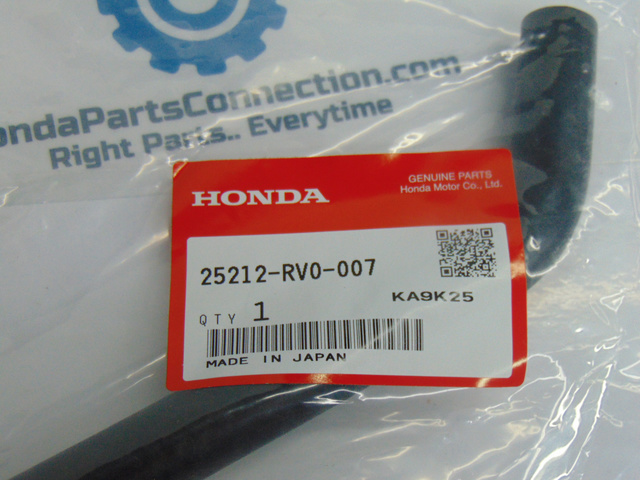 ondaPartsConnection.com
Right Parts.. Everytime
HONDA
GENUINE PARTS
Honda Motor Co., Ltd.
25212-RV0-007
KA9K25
QTY 1
MADE IN JAPAN